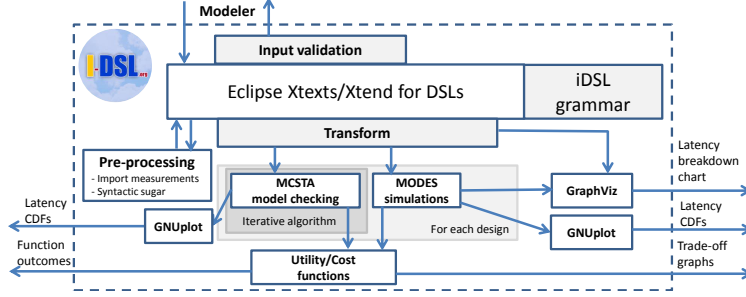 Modeler
I-DSL.org
Input validation
Eclipse Xtexts/Xtend for DSLs
iDSL
grammar
Transform
Pre-processing
- Import measurements
- Syntactic sugar
MCSTA
model checking
MODES
simulations
GraphViz
Latency
breakdown
chart
Iterative algorithm
For each design
Latency
CDFs
GNUplot
GNUplot
Latency
CDFs
Function
outcomes
Utility/Cost
functions
Trade-off
graphs